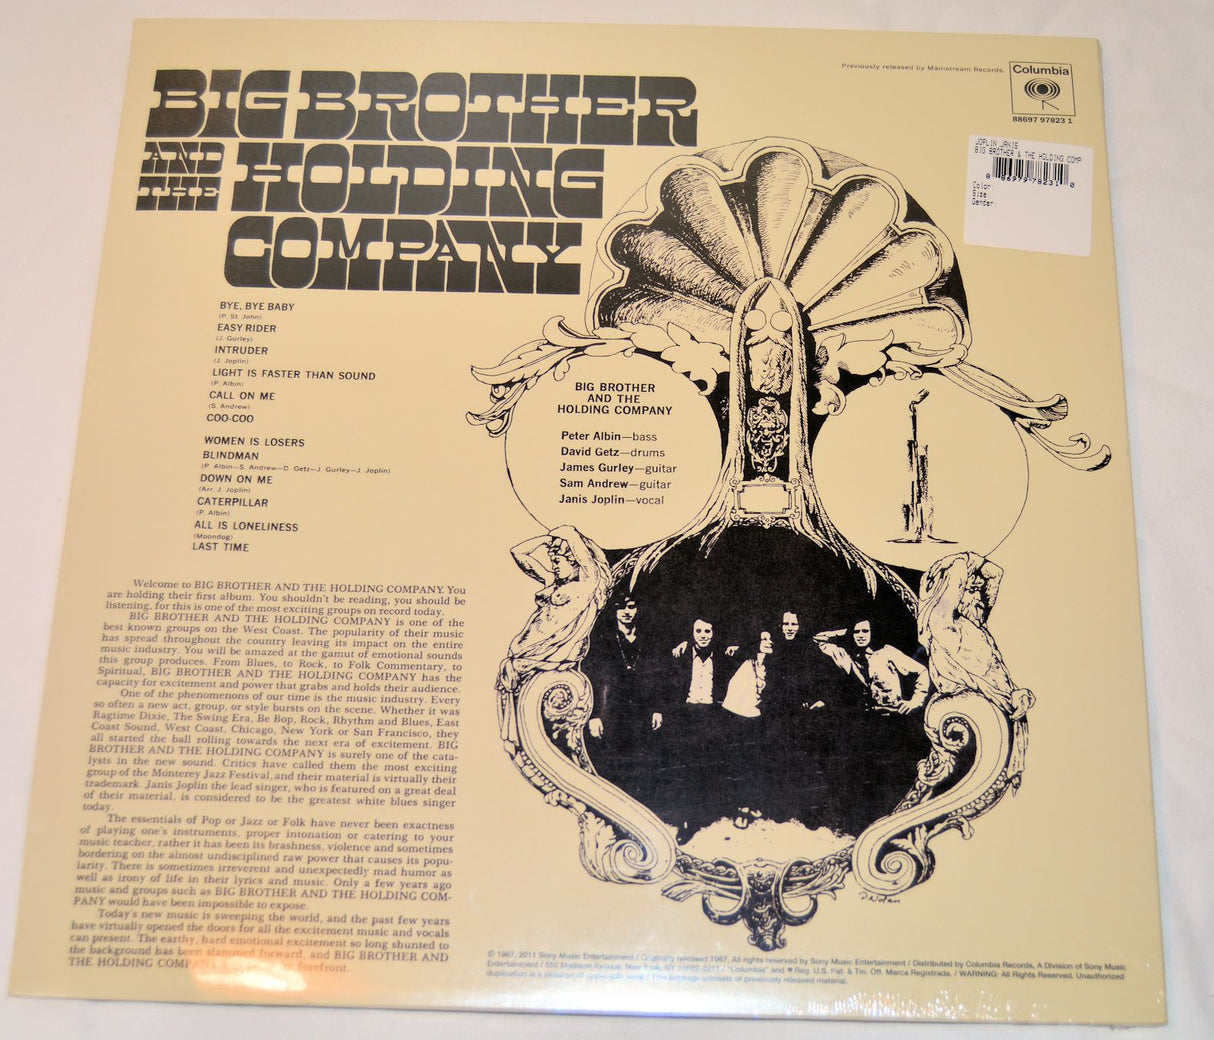 BIG BROTHER
AND THE HOLDING
COMPANY
Previously released by Mainstream Records.
Columbia
88697 97823 1
JOPLIN JANIS
BIG BROTHER & THE HOLDING COMP
8 86979 78231 0
Color
Size
Gender:
BYE, BYE BABY
(P. St. John)
EASY RIDER
(J. Gurley)
INTRUDER
(J. Joplin)
LIGHT IS FASTER THAN SOUND
(P. Albin)
CALL ON ME
(S. Andrew)
COO-COO
WOMEN IS LOSERS
BLINDMAN
(P. Albin—S. Andrew—D. Getz—J. Gurley—J. Joplin)
DOWN ON ME
(Arr. J. Joplin)
CATERPILLAR
(P. Albin)
ALL IS LONELINESS
(Moondog)
LAST TIME
BIG BROTHER
AND THE
HOLDING COMPANY
Peter Albin—bass
David Getz—drums
James Gurley—guitar
Sam Andrew—guitar
Janis Joplin—vocal
Welcome to BIG BROTHER AND THE HOLDING COMPANY. You
are holding their first album. You shouldn't be reading, you should be
listening, for this is one of the most exciting groups on record today.
BIG BROTHER AND THE HOLDING COMPANY is one of the
best known groups on the West Coast. The popularity of their music
has spread throughout the country leaving its impact on the entire
music industry. You will be amazed at the gamut of emotional sounds
this group produces. From Blues, to Rock, to Folk Commentary, to
Spiritual, BIG BROTHER AND THE HOLDING COMPANY has the
capacity for excitement and power that grabs and holds their audience.
One of the phenomenons of our time is the music industry. Every
so often a new act, group, or style bursts on the scene. Whether it was
Ragtime Dixie, The Swing Era, Be Bop, Rock, Rhythm and Blues, East
Coast Sound, West Coast, Chicago, New York or San Francisco, they
all started the ball rolling towards the next era of excitement. BIG
BROTHER AND THE HOLDING COMPANY is surely one of the cata-
lysts in the new sound. Critics have called them the most exciting
group of the Monterey Jazz Festival, and their material is virtually their
trademark. Janis Joplin the lead singer, who is featured on a great deal
of their material, is considered to be the greatest white blues singer
today.
The essentials of Pop or Jazz or Folk have never been exactness
of playing one's instruments, proper intonation or catering to your
music teacher, rather it has been its brashness, violence and sometimes
bordering on the almost undisciplined raw power that causes its popu-
larity. There is sometimes irreverent and unexpectedly mad humor as
well as irony of life in their lyrics and music. Only a few years ago
music and groups such as BIG BROTHER AND THE HOLDING COM-
PANY would have been impossible to expose.
Today's new music is sweeping the world, and the past few years
have virtually opened the doors for all the excitement music and vocals
can present. The earthy, hard emotional excitement so long shunted to
the background has been slammed forward, and BIG BROTHER AND
THE HOLDING COMPANY forefront.
© 1967, 2011 Sony Music Entertainment / Originally released 1967, All rights reserved by Sony Music Entertainment / Distributed by Columbia Records, A Division of Sony Music
Entertainment / 550 Madison Avenue, New York, NY 10022-3211 / "Columbia" and Reg. U.S. Pat. & Tm. Off. Marca Registrada. / WARNING: All Rights Reserved. Unauthorized
duplication is a violation of applicable laws. / This package consists of previously released material.